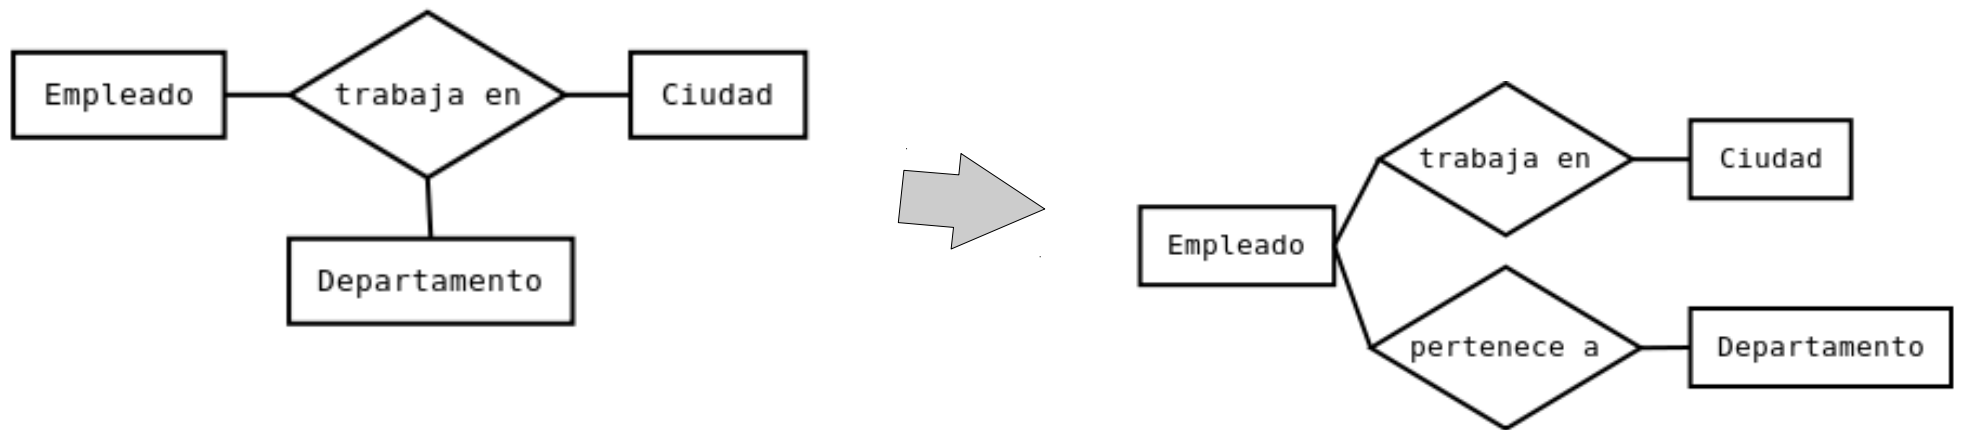 Empleado
trabaja en
Ciudad
Departamento
trabaja en
Ciudad
Empleado
pertenece a
Departamento